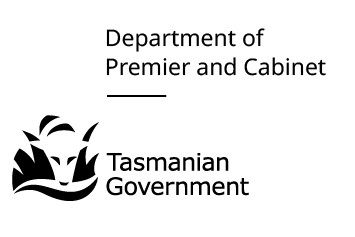 Department of
Premier and Cabinet
Tasmanian
Government